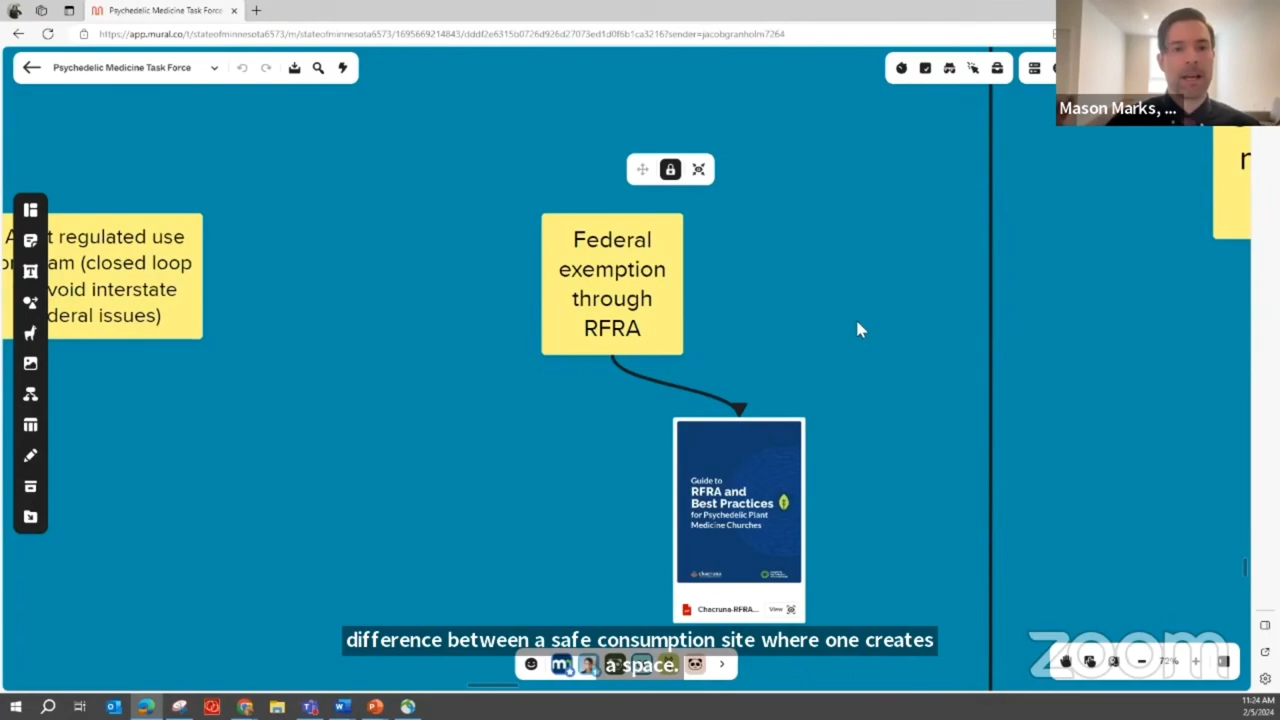 Psychedelic Medicine Task Force
https://app.mural.co/t/stateofminnesota6573/m/stateofminnesota6573/1695669214843/dddf2e6315b0726d926d27073ed1d0f6b1ca3216?sender=jacobgranholm7264
Psychedelic Medicine Task Force
Mason Marks, ...
t regulated use
am (closed loop
void interstate
deral issues)
Federal
exemption
through
RFRA
Guide to
RFRA and
Best Practices
for Psychedelic Plant
Medicine Churches
chacruna
Chacruna-RFRA...
View
difference between a safe consumption site where one creates
a space.
zoom
72%
11:24 AM
2/5/2024